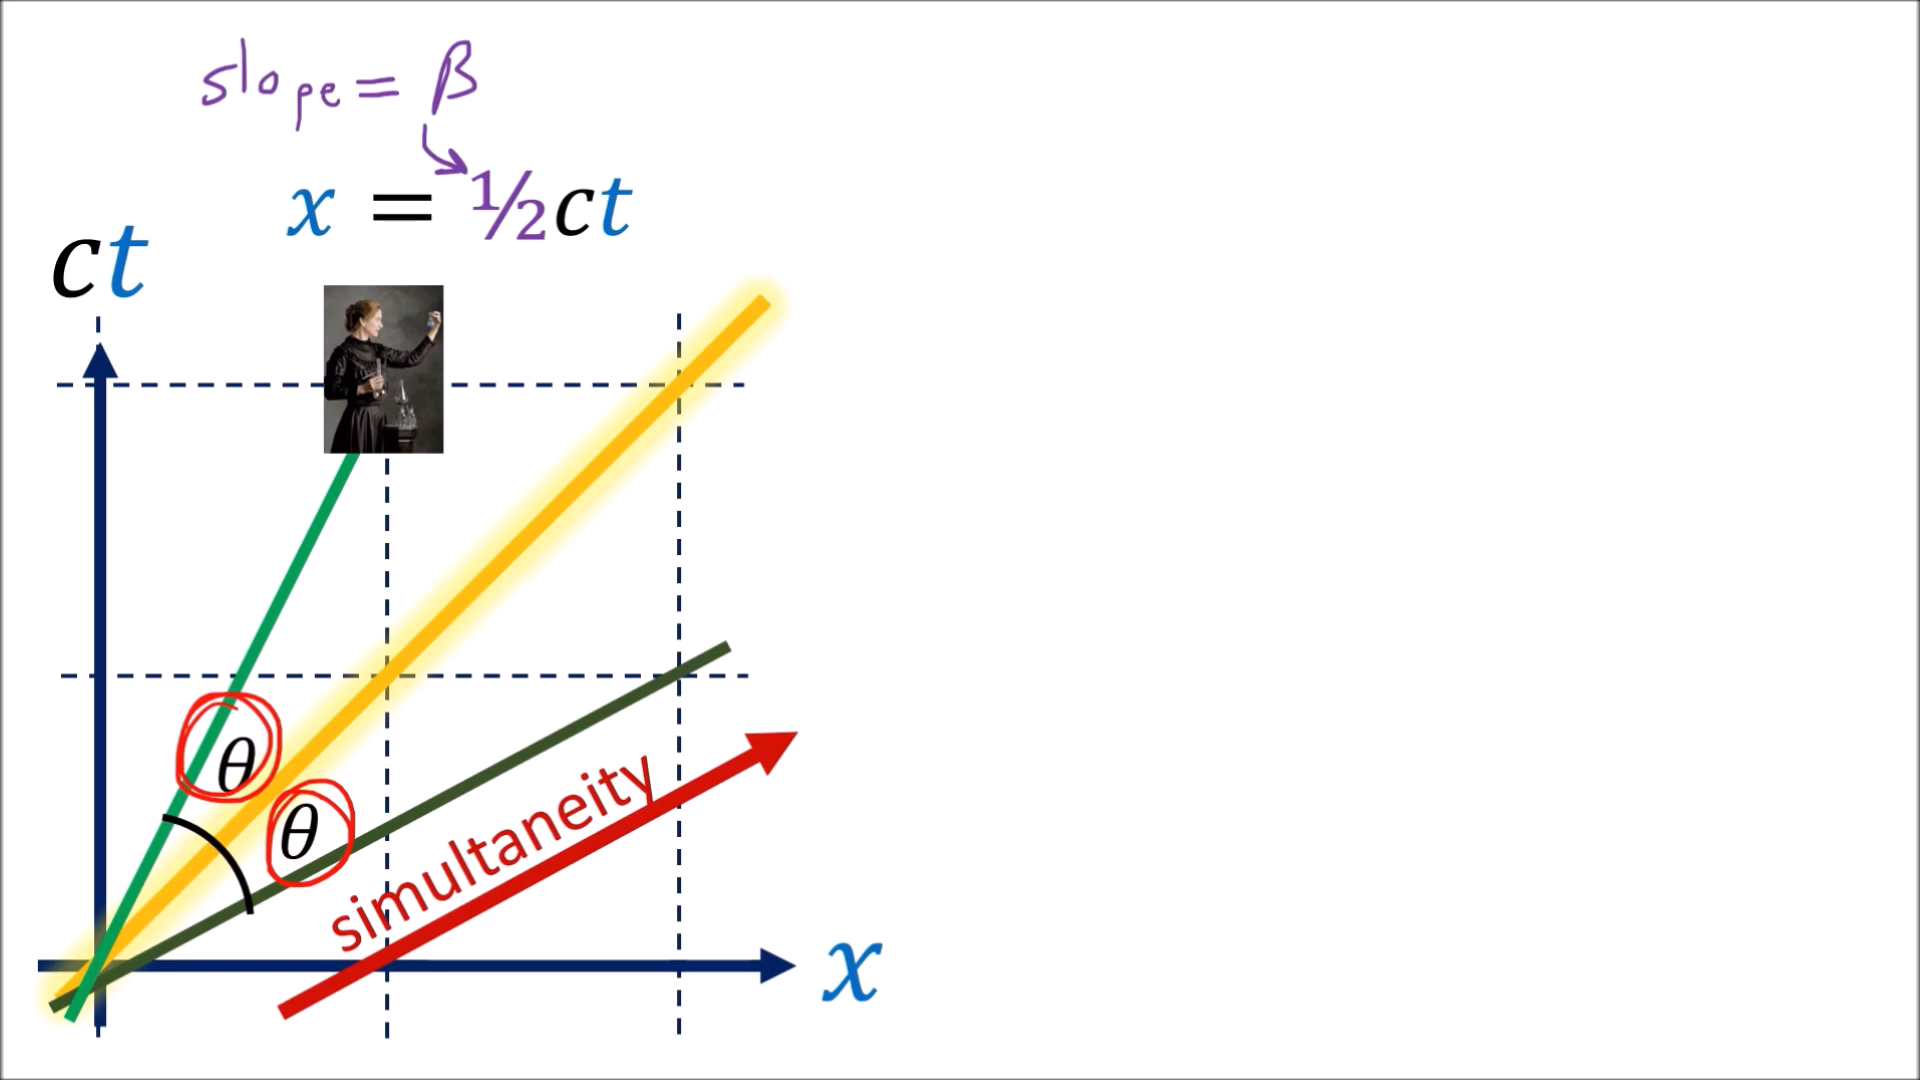 slope = β
x = ½ct
ct
θ
θ
simultaneity
x